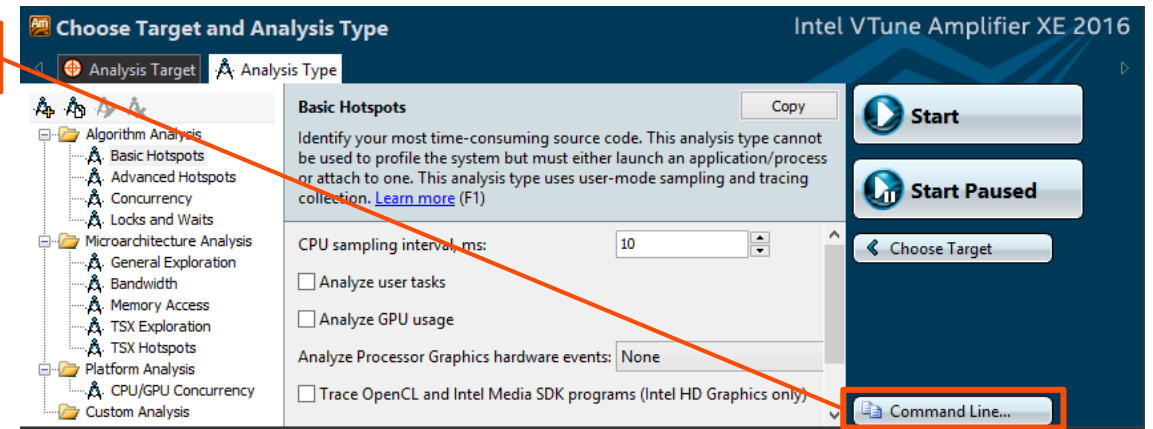 Choose Target and Analysis Type
Intel VTune Amplifier XE 2016
Analysis Target
Analysis Type
Algorithm Analysis
Basic Hotspots
Advanced Hotspots
Concurrency
Locks and Waits
Microarchitecture Analysis
General Exploration
Bandwidth
Memory Access
TSX Exploration
TSX Hotspots
Platform Analysis
CPU/GPU Concurrency
Custom Analysis
Basic Hotspots
Copy
Identify your most time-consuming source code. This analysis type cannot
be used to profile the system but must either launch an application/process
or attach to one. This analysis type uses user-mode sampling and tracing
collection. Learn more (F1)
CPU sampling interval, ms:
10
Analyze user tasks
Analyze GPU usage
Analyze Processor Graphics hardware events:
None
Trace OpenCL and Intel Media SDK programs (Intel HD Graphics only)
Start
Start Paused
Choose Target
Command Line...